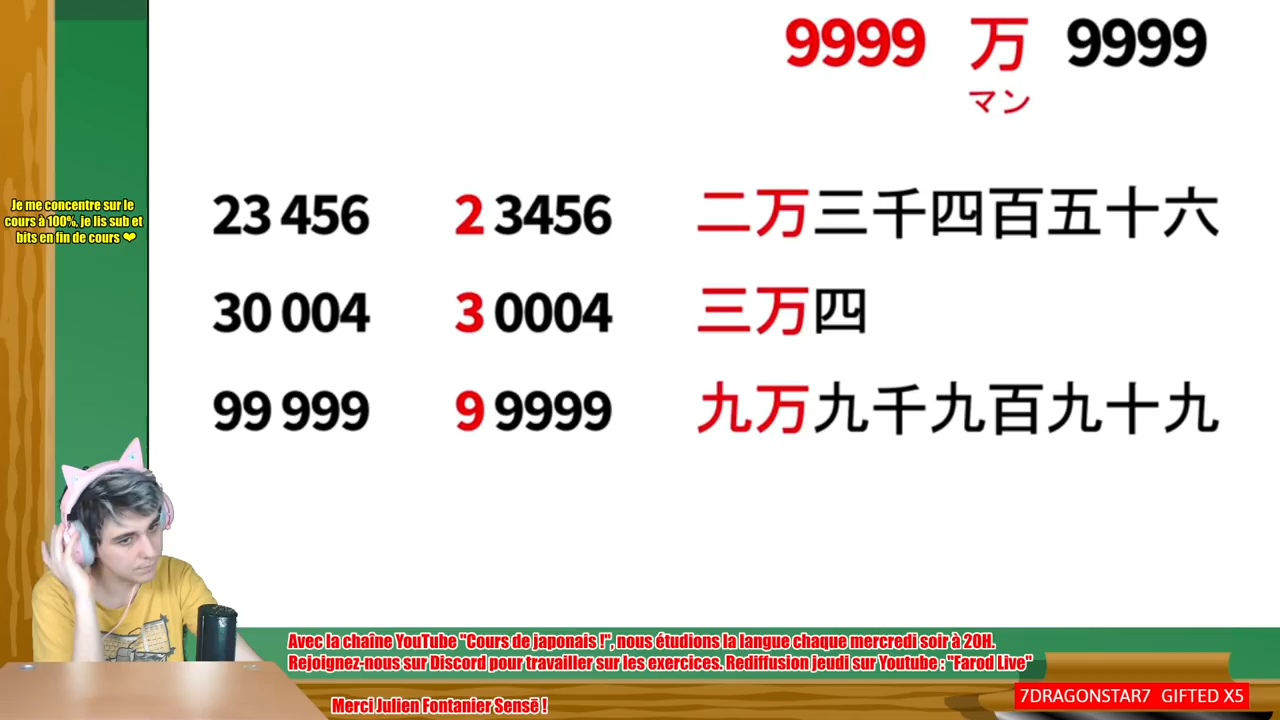 9999 万 9999
マン
23 456 2 3456 二万三千四百五十六
30 004 3 0004 三万四
99 999 9 9999 九万九千九百九十九
Je me concentre sur le
cours à 100%, je lis sub et
bits en fin de cours ❤
Avec la chaîne YouTube "Cours de japonais !", nous étudions la langue chaque mercredi soir à 20H.
Rejoignez-nous sur Discord pour travailler sur les exercices. Rediffusion jeudi sur Youtube : "Farod Live"
Merci Julien Fontanier Sensē !
7DRAGONSTAR7 GIFTED X5